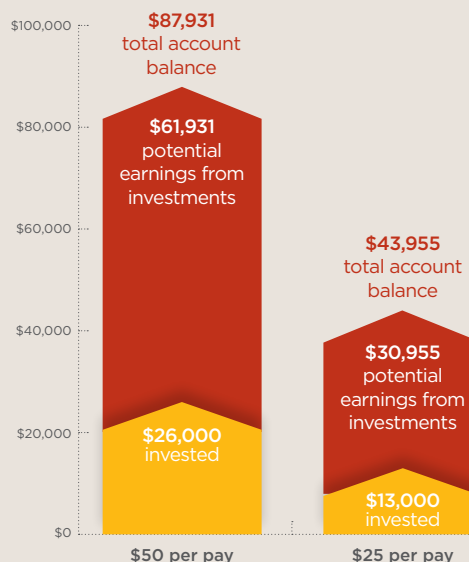 $100,000
$80,000
$60,000
$40,000
$20,000
$0
$87,931
total account
balance
$61,931
potential
earnings from
investments
$26,000
invested
$50 per pay
$43,955
total account
balance
$30,955
potential
earnings from
investments
$13,000
invested
$25 per pay